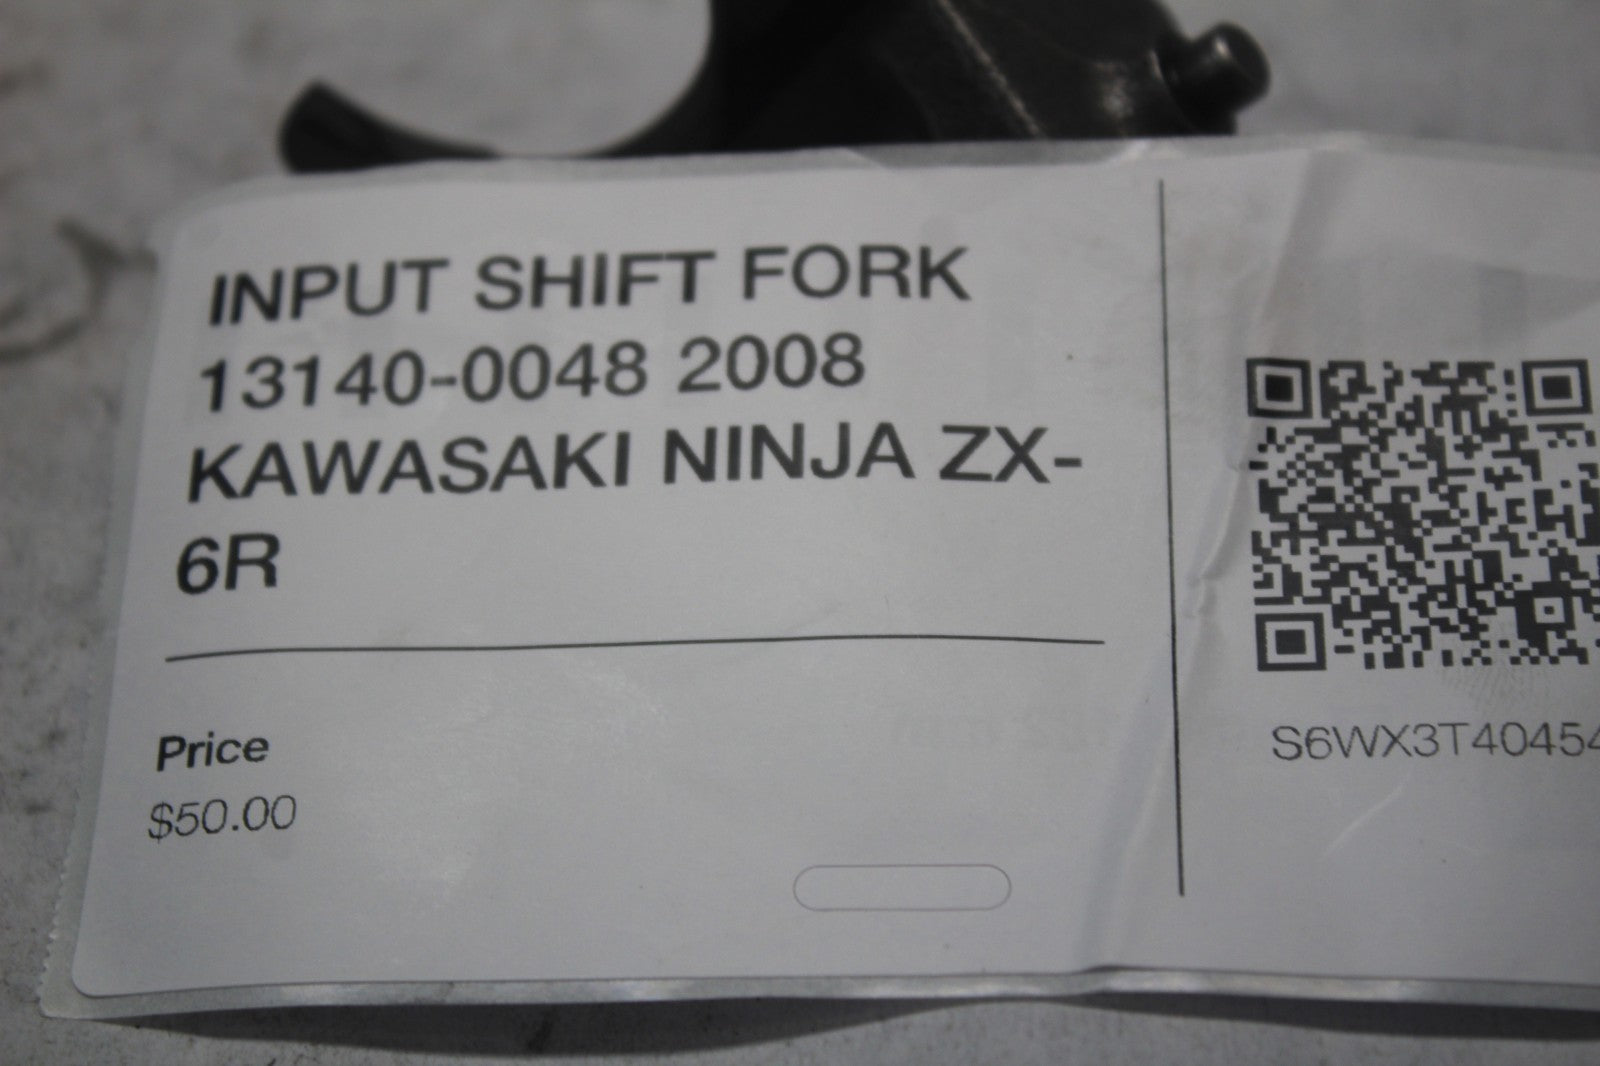 INPUT SHIFT FORK
13140-0048 2008
KAWASAKI NINJA ZX-
6R
Price
$50.00
S6WX3T40454